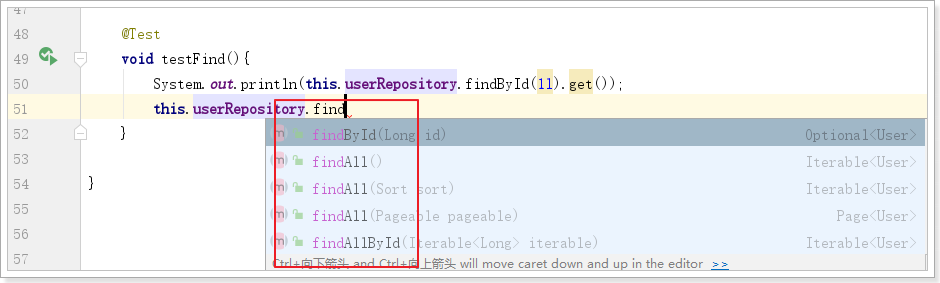 47
48 @Test
49 void testFind(){
50 System.out.println(this.userRepository.findById(1l).get());
51 this.userRepository.find
52 }
53
54 }
55
56
57
m findById(Long id) Optional<User>
m findAll() Iterable<User>
m findAll(Sort sort) Iterable<User>
m findAll(Pageable pageable) Page<User>
m findAllById(Iterable<Long> iterable) Iterable<User>
Ctrl+向下箭头 and Ctrl+向上箭头 will move caret down and up in the editor >>